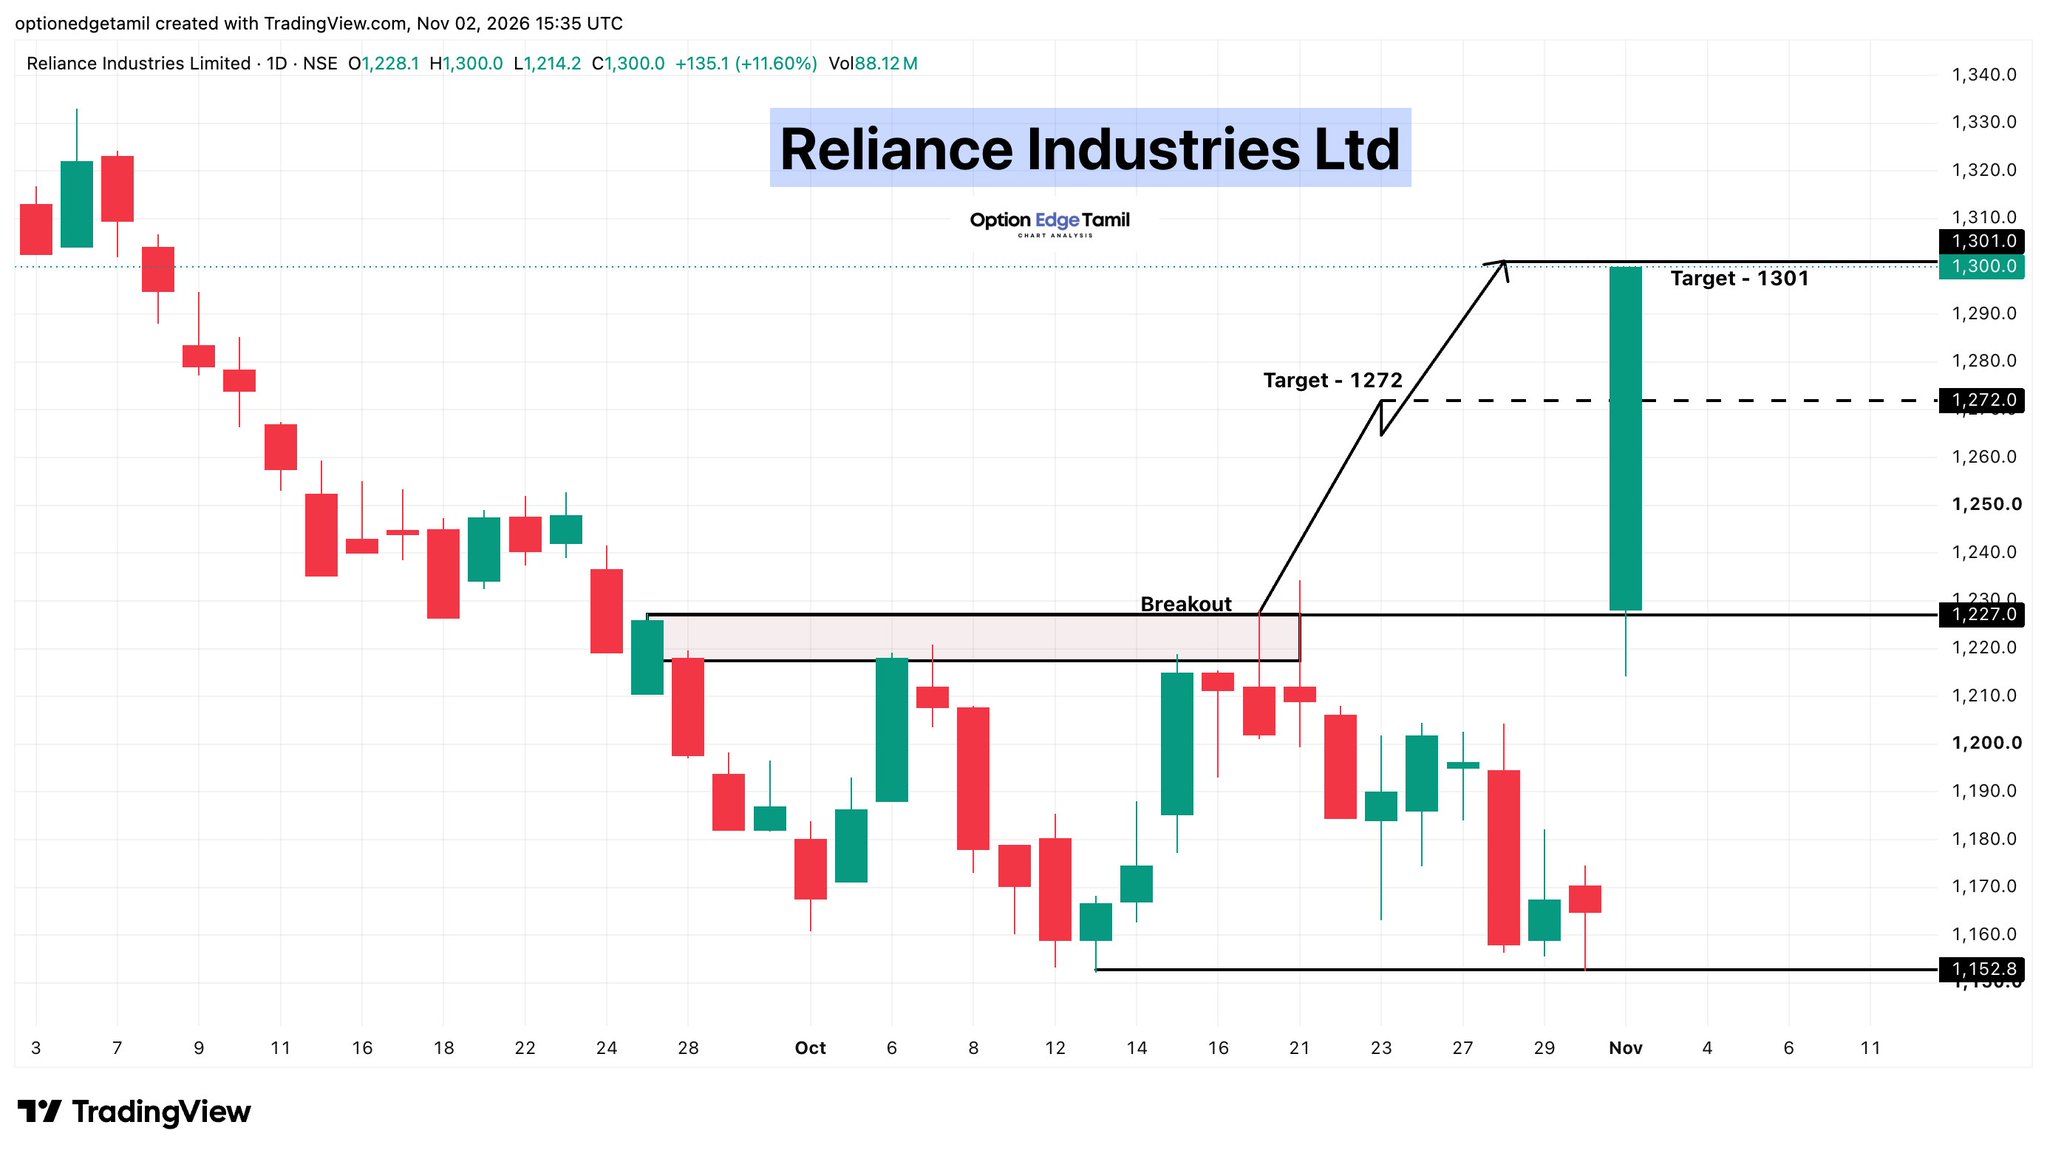 optionedgetamil created with TradingView.com, Nov 02, 2026 15:35 UTC
Reliance Industries Limited · 1D · NSE O1,228.1 H1,300.0 L1,214.2 C1,300.0 +135.1 (+11.60%) Vol88.12 M
Reliance Industries Ltd
Option Edge Tamil
CHART ANALYSIS
1,340.0
1,330.0
1,320.0
1,310.0
1,301.0
1,300.0
Target - 1301
1,290.0
1,280.0
Target - 1272
1,272.0
1,260.0
1,250.0
1,240.0
1,230.0
Breakout
1,227.0
1,220.0
1,210.0
1,200.0
1,190.0
1,180.0
1,170.0
1,160.0
1,152.8
3 7 9 11 16 18 22 24 28 Oct 6 8 12 14 16 21 23 27 29 Nov 4 6 11
TradingView